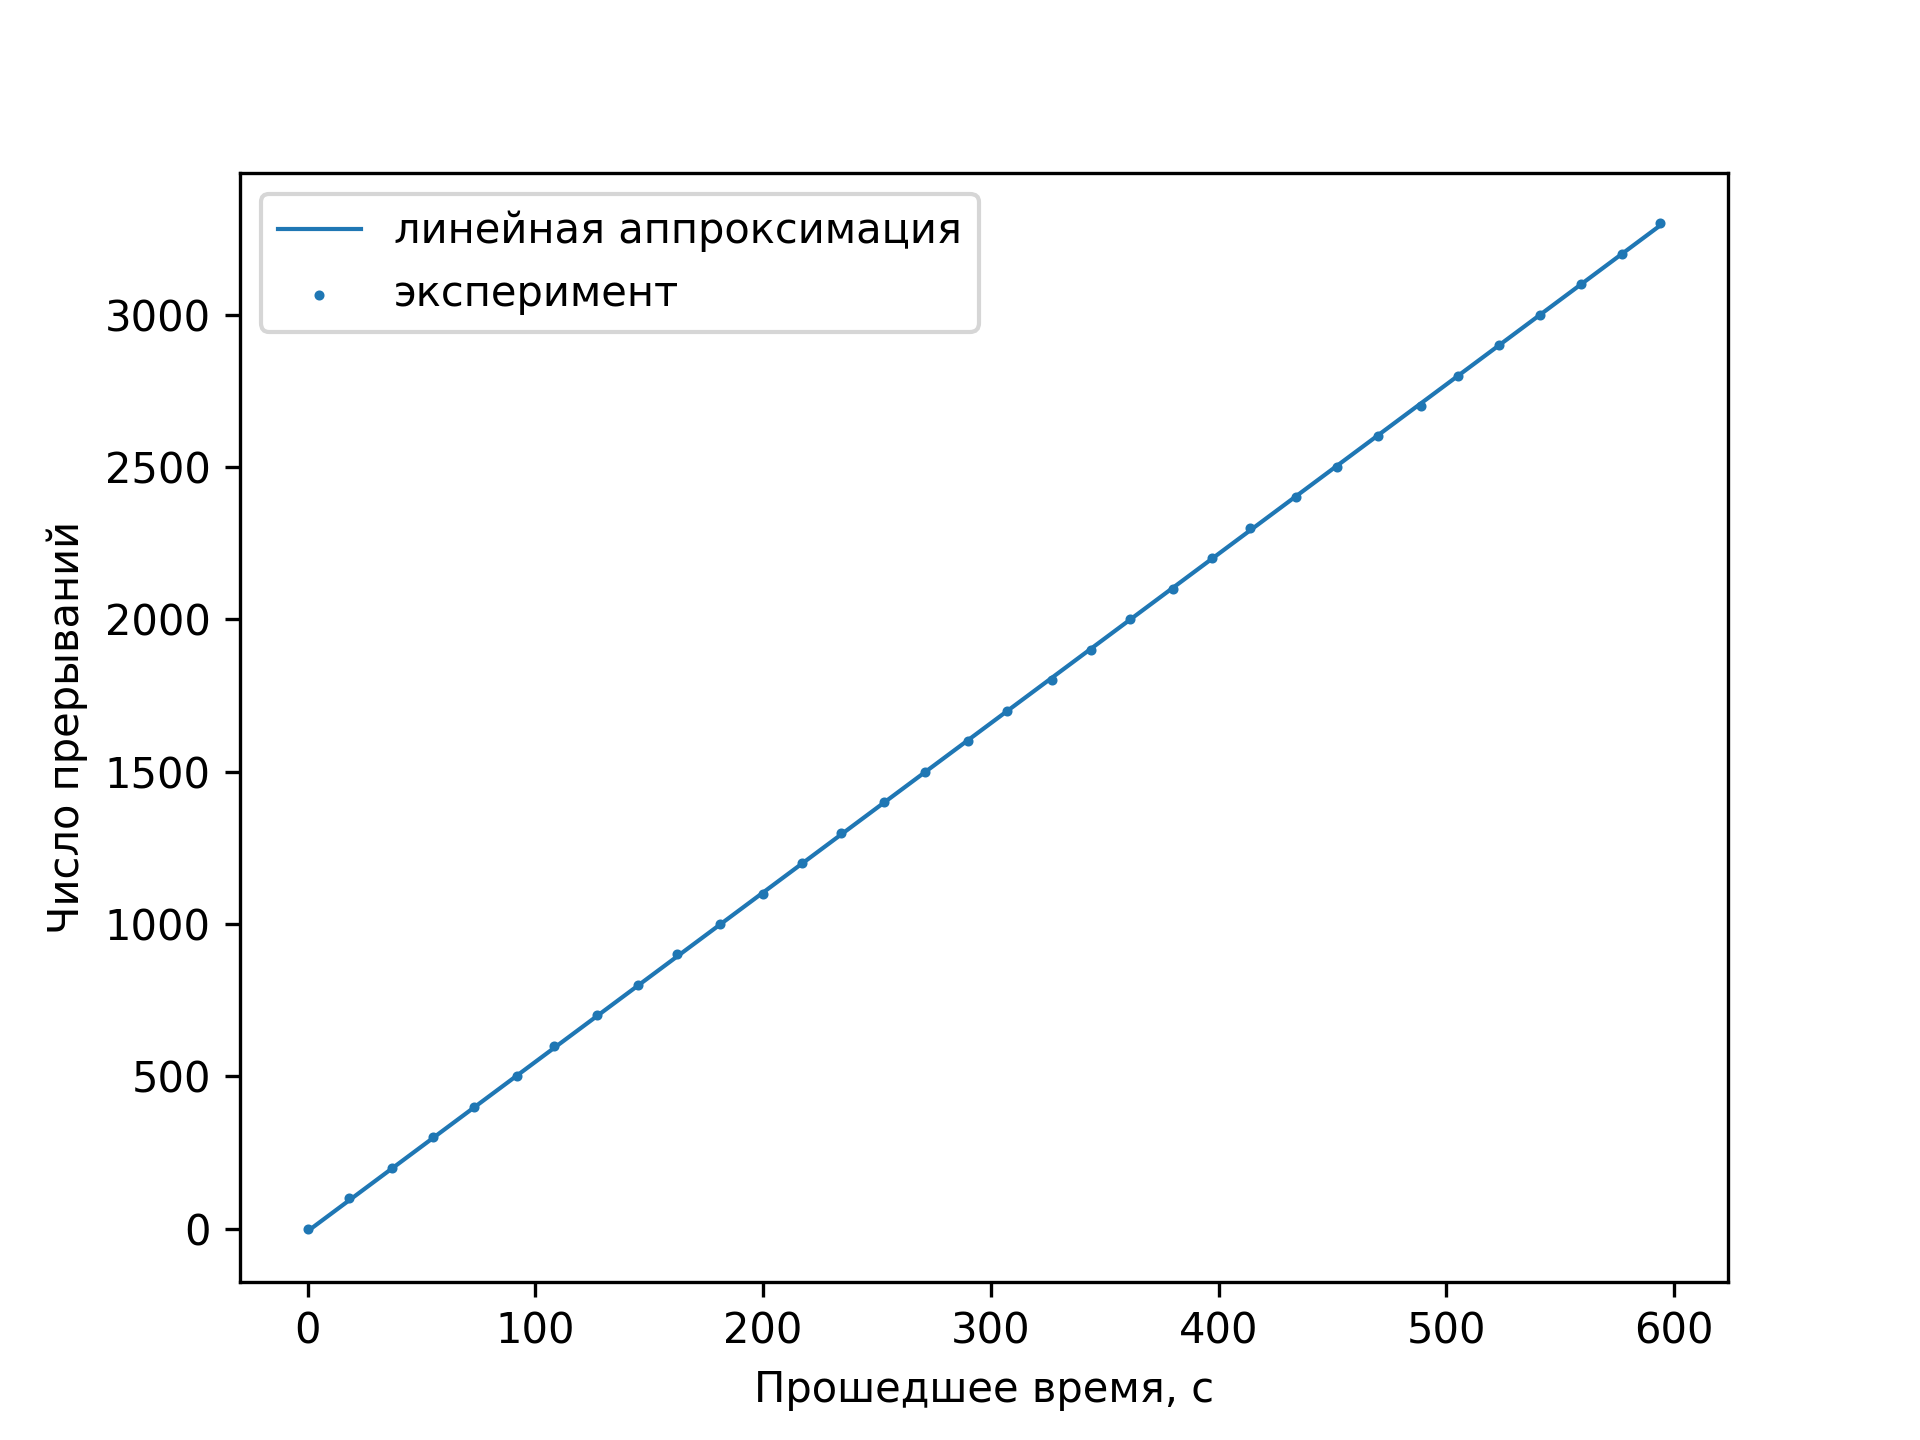 линейная аппроксимация
эксперимент
3000
2500
2000
1500
1000
500
0
Число прерываний
0 100 200 300 400 500 600
Прошедшее время, с